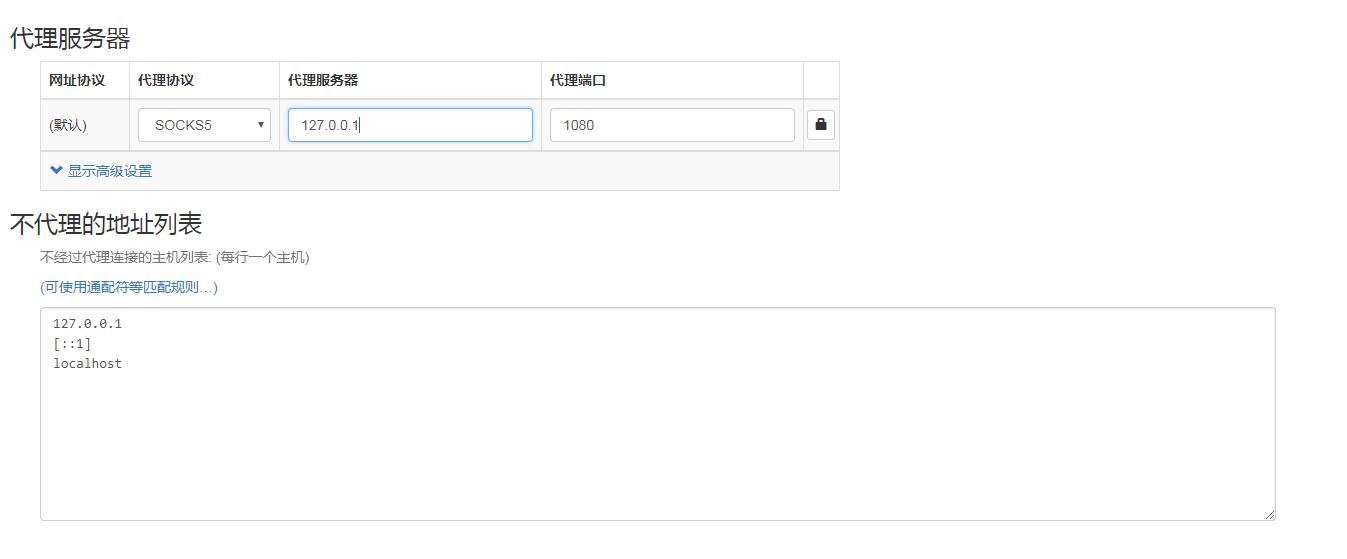 代理服务器
网址协议 代理协议 代理服务器 代理端口
(默认) SOCKS5 127.0.0.1 1080
显示高级设置
不代理的地址列表
不经过代理连接的主机列表: (每行一个主机)
(可使用通配符等匹配规则…)
127.0.0.1
[::1]
localhost